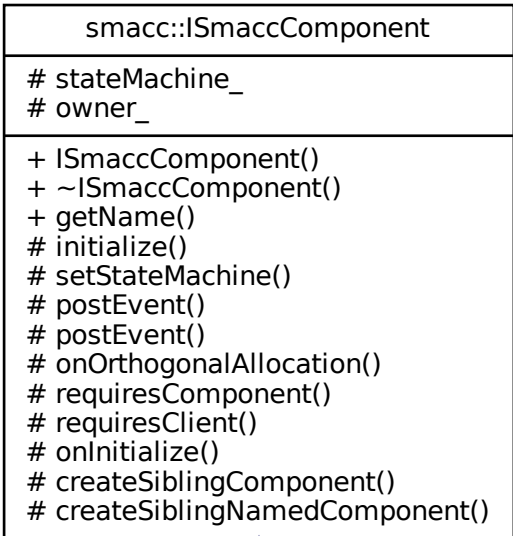 smacc::ISmaccComponent
# stateMachine_
# owner_
+ ISmaccComponent()
+ ~ISmaccComponent()
+ getName()
# initialize()
# setStateMachine()
# postEvent()
# postEvent()
# onOrthogonalAllocation()
# requiresComponent()
# requiresClient()
# onInitialize()
# createSiblingComponent()
# createSiblingNamedComponent()